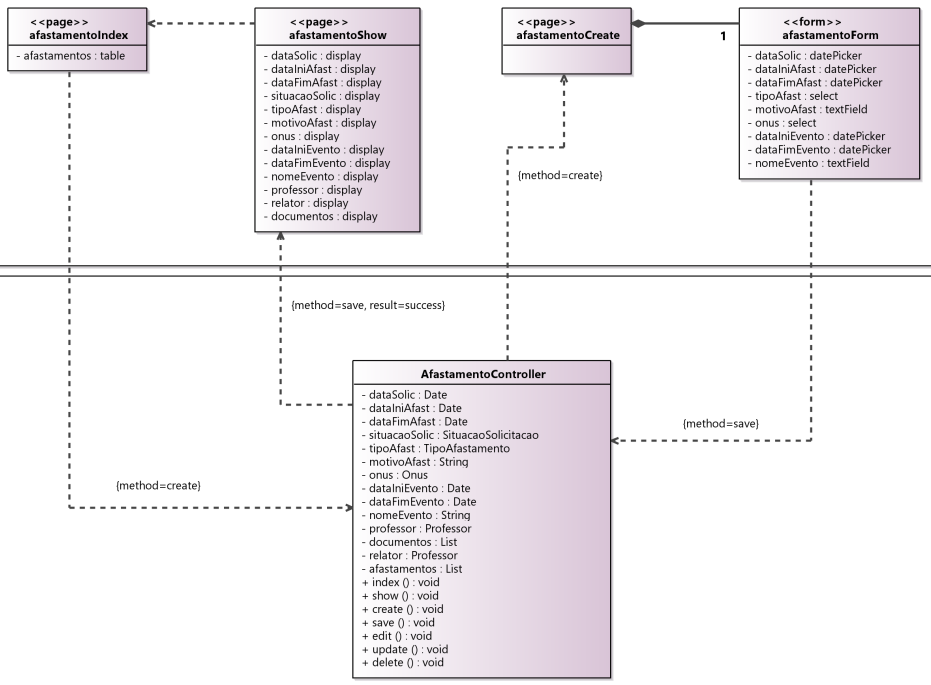 <<page>>
afastamentoIndex
- afastamentos : table
<<page>>
afastamentoShow
- dataSolic : display
- dataIniAfast : display
- dataFimAfast : display
- situacaoSolic : display
- tipoAfast : display
- motivoAfast : display
- onus : display
- dataIniEvento : display
- dataFimEvento : display
- nomeEvento : display
- professor : display
- relator : display
- documentos : display
<<page>>
afastamentoCreate
1
<<form>>
afastamentoForm
- dataSolic : datePicker
- dataIniAfast : datePicker
- dataFimAfast : datePicker
- tipoAfast : select
- motivoAfast : textField
- onus : select
- dataIniEvento : datePicker
- dataFimEvento : datePicker
- nomeEvento : textField
{method=create}
{method=save, result=success}
{method=save}
{method=create}
AfastamentoController
- dataSolic : Date
- dataIniAfast : Date
- dataFimAfast : Date
- situacaoSolic : SituacaoSolicitacao
- tipoAfast : TipoAfastamento
- motivoAfast : String
- onus : Onus
- dataIniEvento : Date
- dataFimEvento : Date
- nomeEvento : String
- professor : Professor
- documentos : List
- relator : Professor
- afastamentos : List
+ index () : void
+ show () : void
+ create () : void
+ save () : void
+ edit () : void
+ update () : void
+ delete () : void